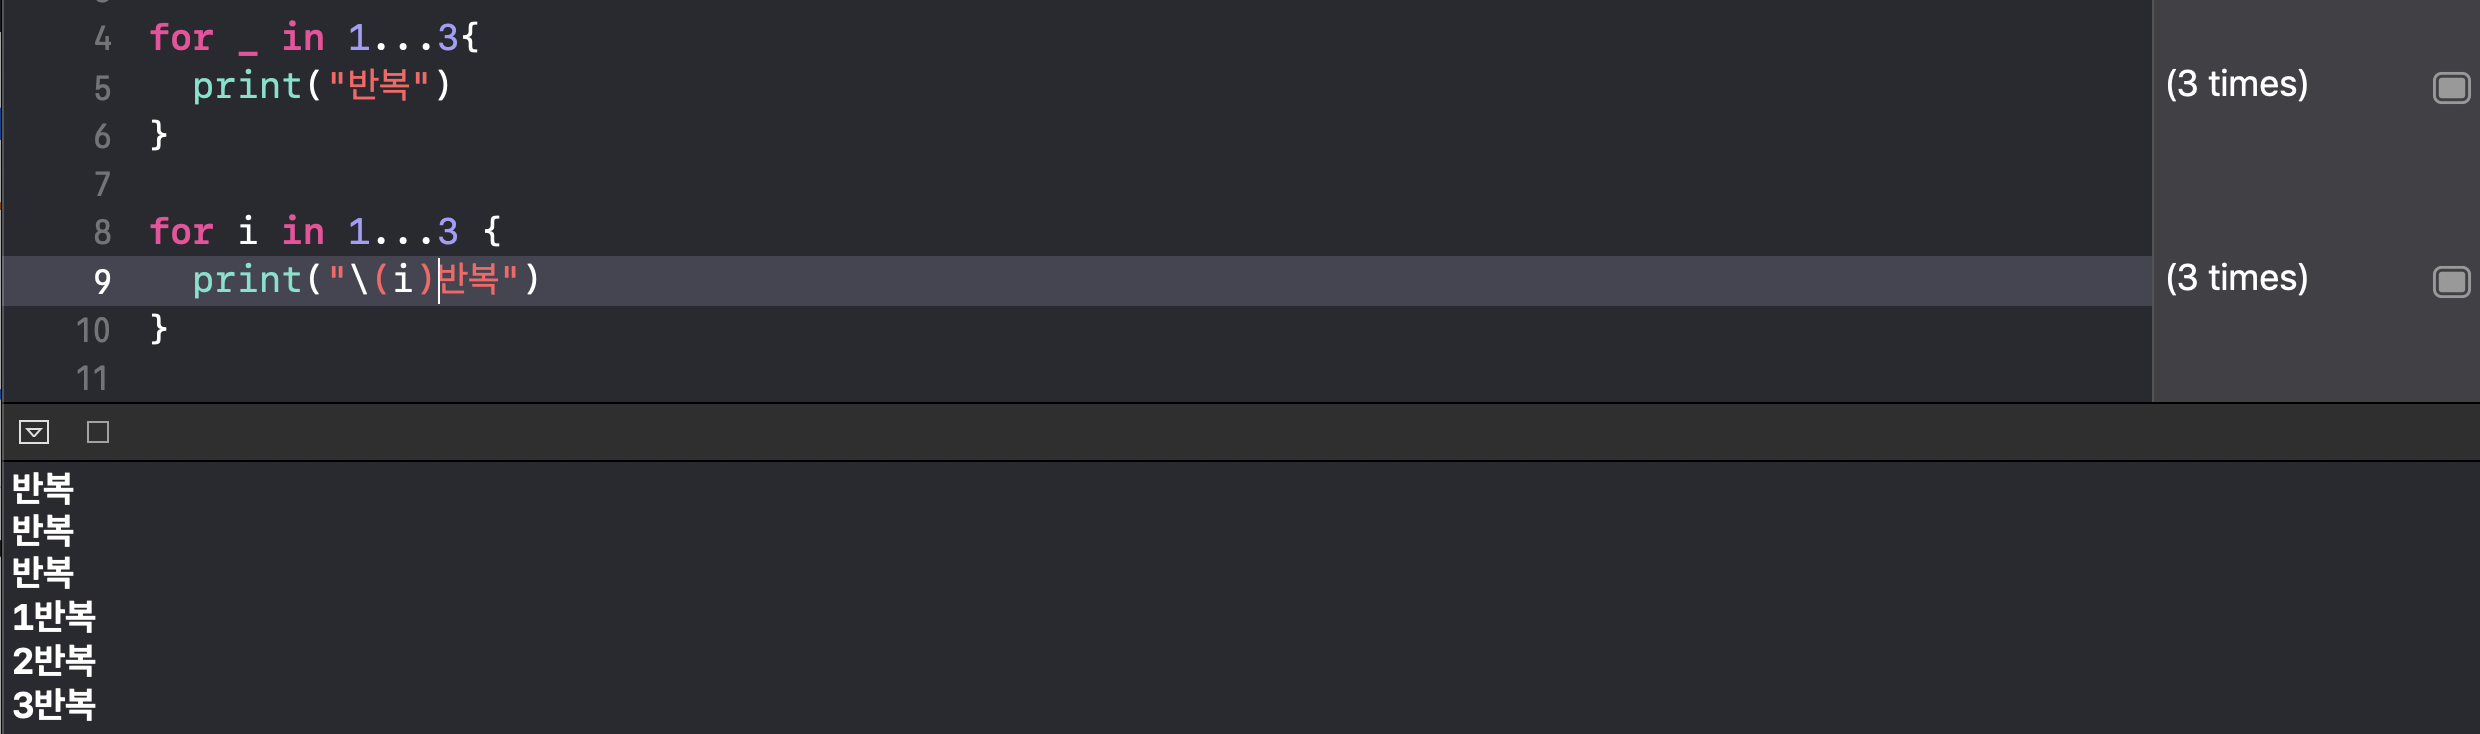 4 for _ in 1...3{
5 print("반복") (3 times)
6 }
7
8 for i in 1...3 {
9 print("\(i)반복") (3 times)
10 }
11
반복
반복
반복
1반복
2반복
3반복